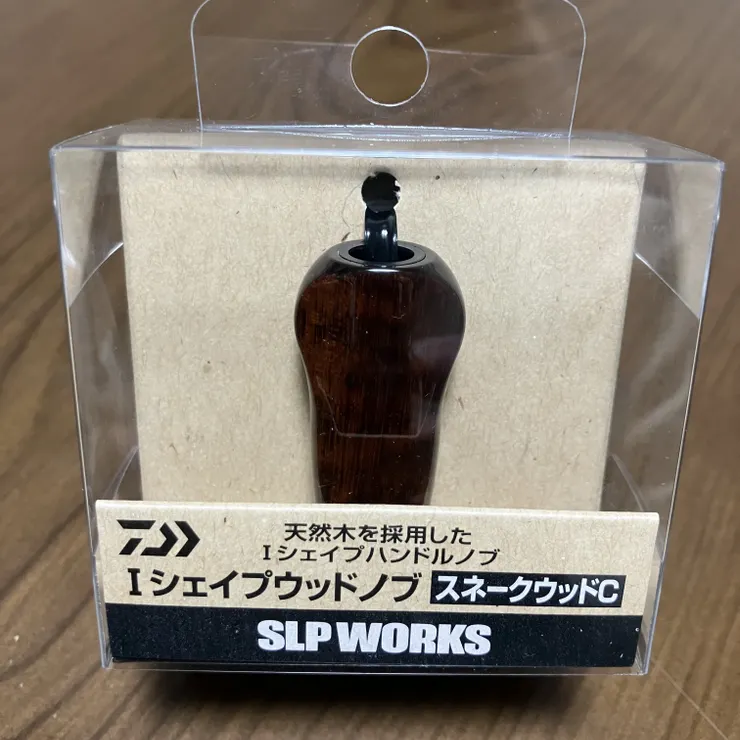 天然木を採用した
Iシェイプハンドルノブ
Iシェイプウッドノブ スネークウッドC
SLP WORKS